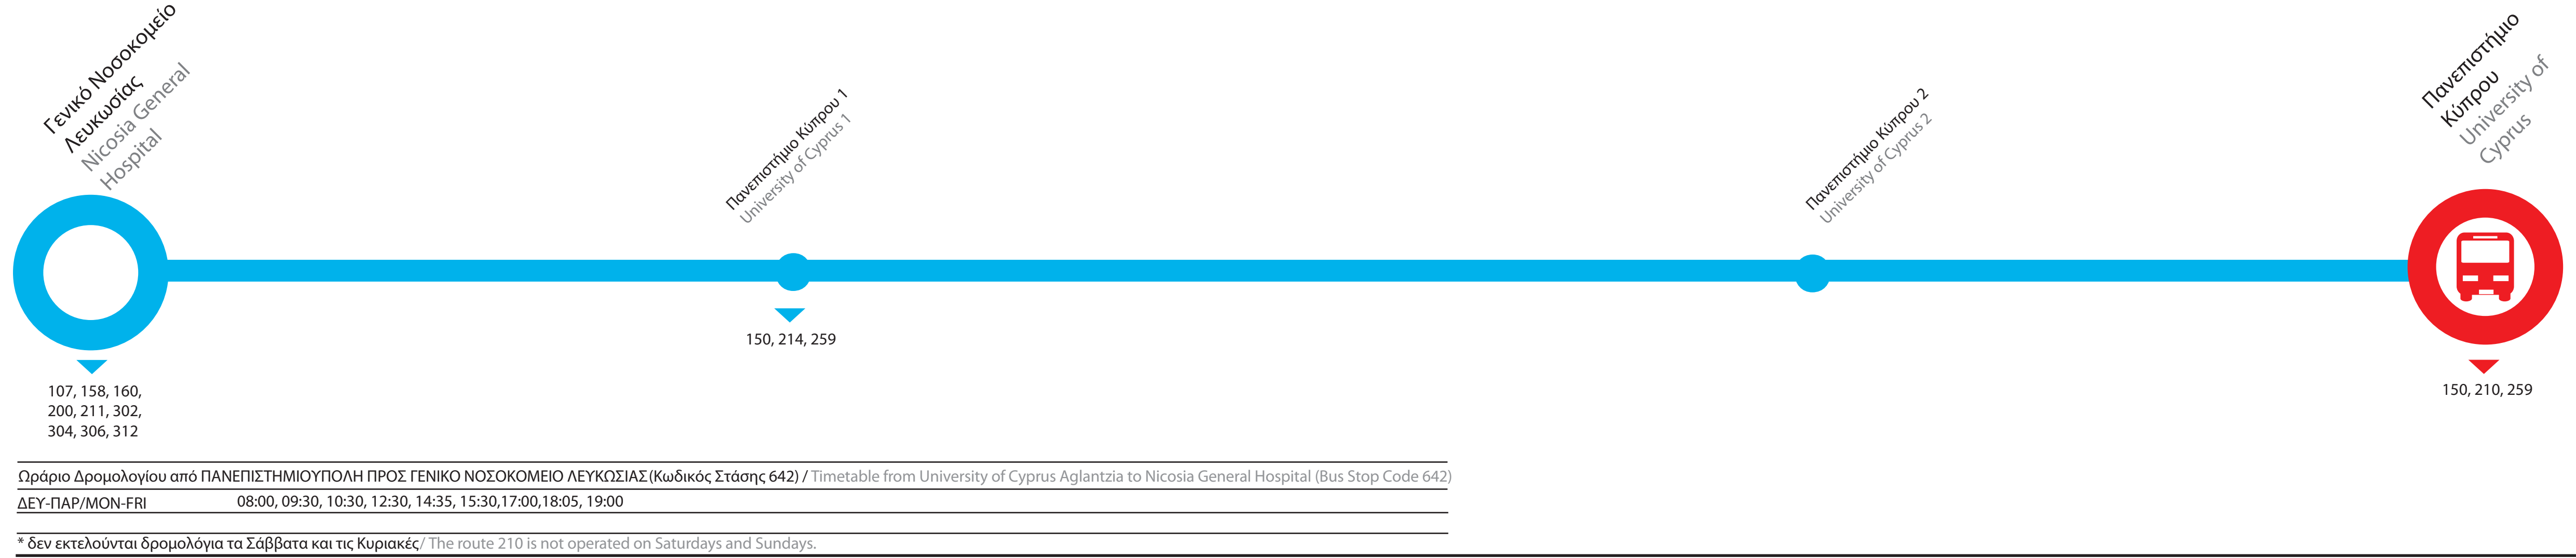 Γενικό Νοσοκομείο
Λευκωσίας
Nicosia General
Hospital
Πανεπιστήμιο Κύπρου 1
University of Cyprus 1
Πανεπιστήμιο Κύπρου 2
University of Cyprus 2
Πανεπιστήμιο
Κύπρου
University of
Cyprus
150, 214, 259
107, 158, 160,
200, 211, 302,
304, 306, 312
150, 210, 259
Ωράριο Δρομολογίου από ΠΑΝΕΠΙΣΤΗΜΙΟΥΠΟΛΗ ΠΡΟΣ ΓΕΝΙΚΟ ΝΟΣΟΚΟΜΕΙΟ ΛΕΥΚΩΣΙΑΣ(Κωδικός Στάσης 642) / Timetable from University of Cyprus Aglantzia to Nicosia General Hospital (Bus Stop Code 642)
ΔΕΥ-ΠΑΡ/MON-FRI 08:00, 09:30, 10:30, 12:30, 14:35, 15:30,17:00,18:05, 19:00
* δεν εκτελούνται δρομολόγια τα Σάββατα και τις Κυριακές/ The route 210 is not operated on Saturdays and Sundays.